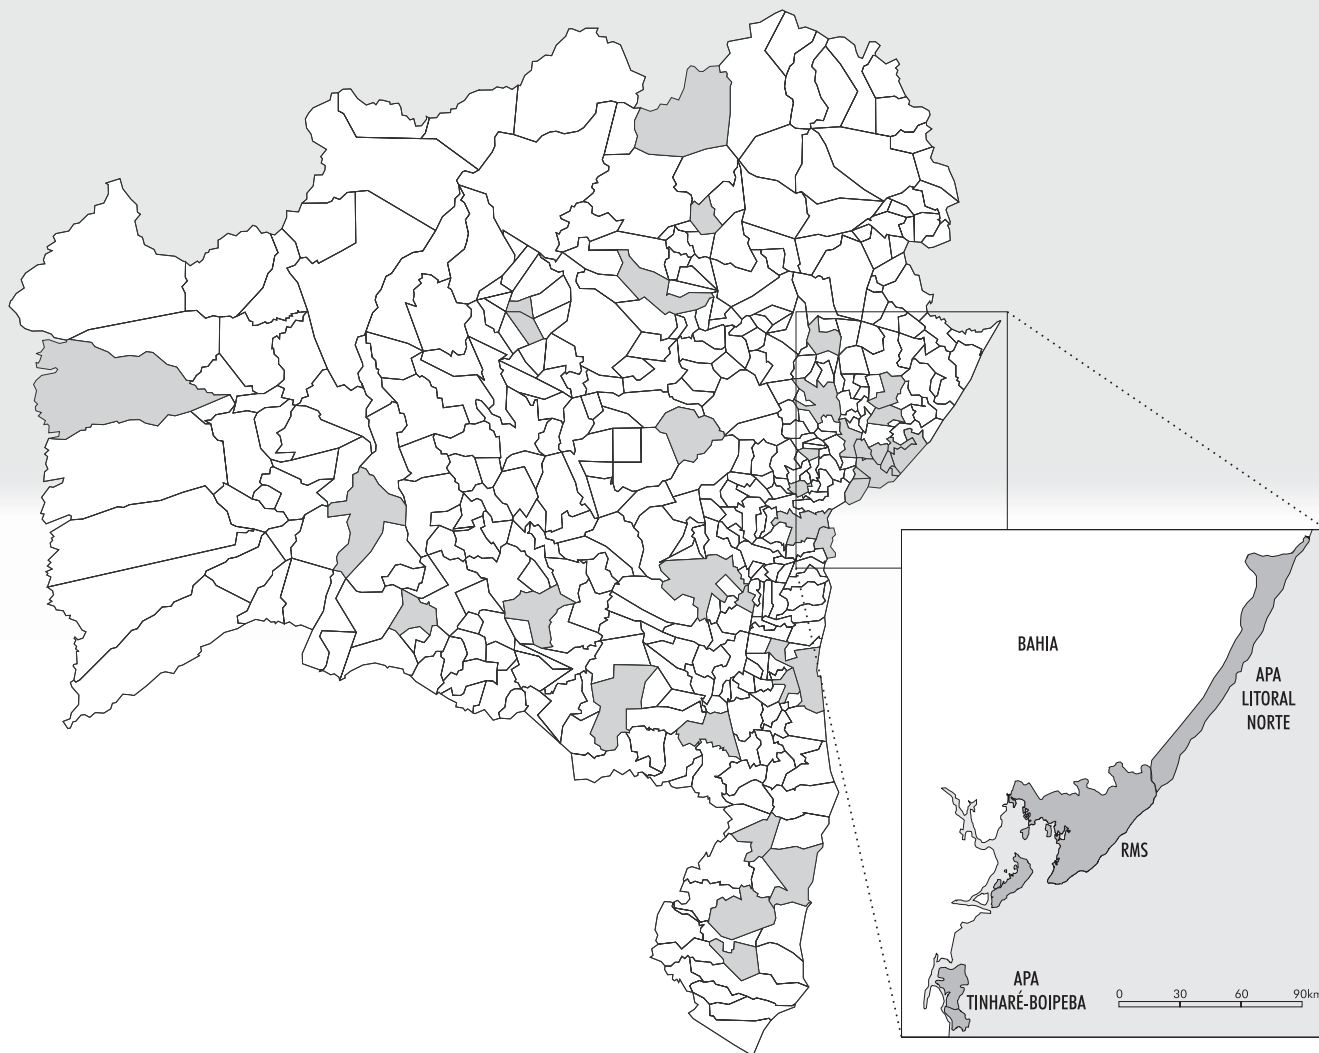 BAHIA
APA
LITORAL
NORTE
RMS
APA
TINHARÉ-BOIPEBA
0 30 60 90km